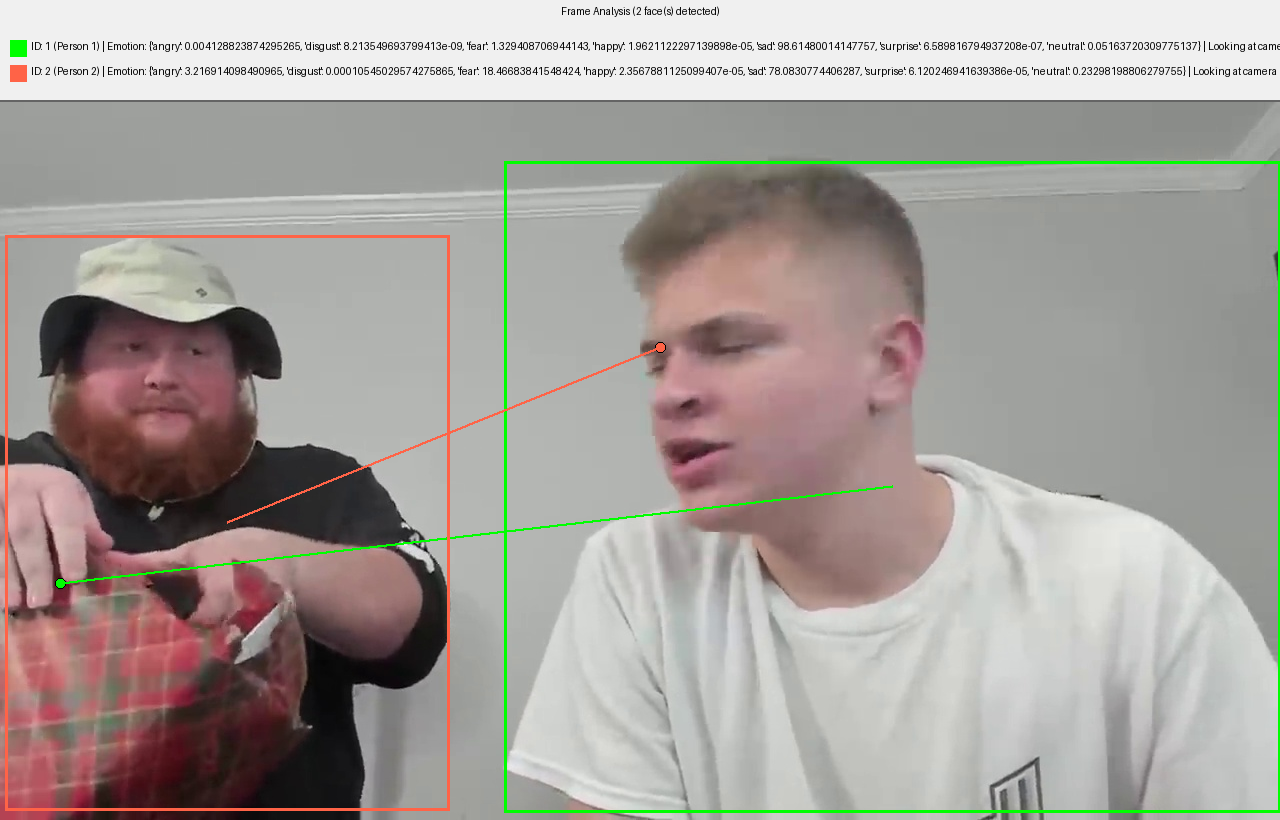 Frame Analysis (2 face(s) detected)
ID: 1 (Person 1) | Emotion: {'angry': 0.004128823874295265, 'disgust': 8.213549693799413e-09, 'fear': 1.329408706944143, 'happy': 1.9621122297139898e-05, 'sad': 98.61480014147757, 'surprise': 6.589816794937208e-07, 'neutral': 0.05163720309775137} | Looking at came
ID: 2 (Person 2) | Emotion: {'angry': 3.216914098490965, 'disgust': 0.00010545029574275865, 'fear': 18.46683841548424, 'happy': 2.3567881125099407e-05, 'sad': 78.0830774406287, 'surprise': 6.120246941639386e-05, 'neutral': 0.23298198806279755} | Looking at camera